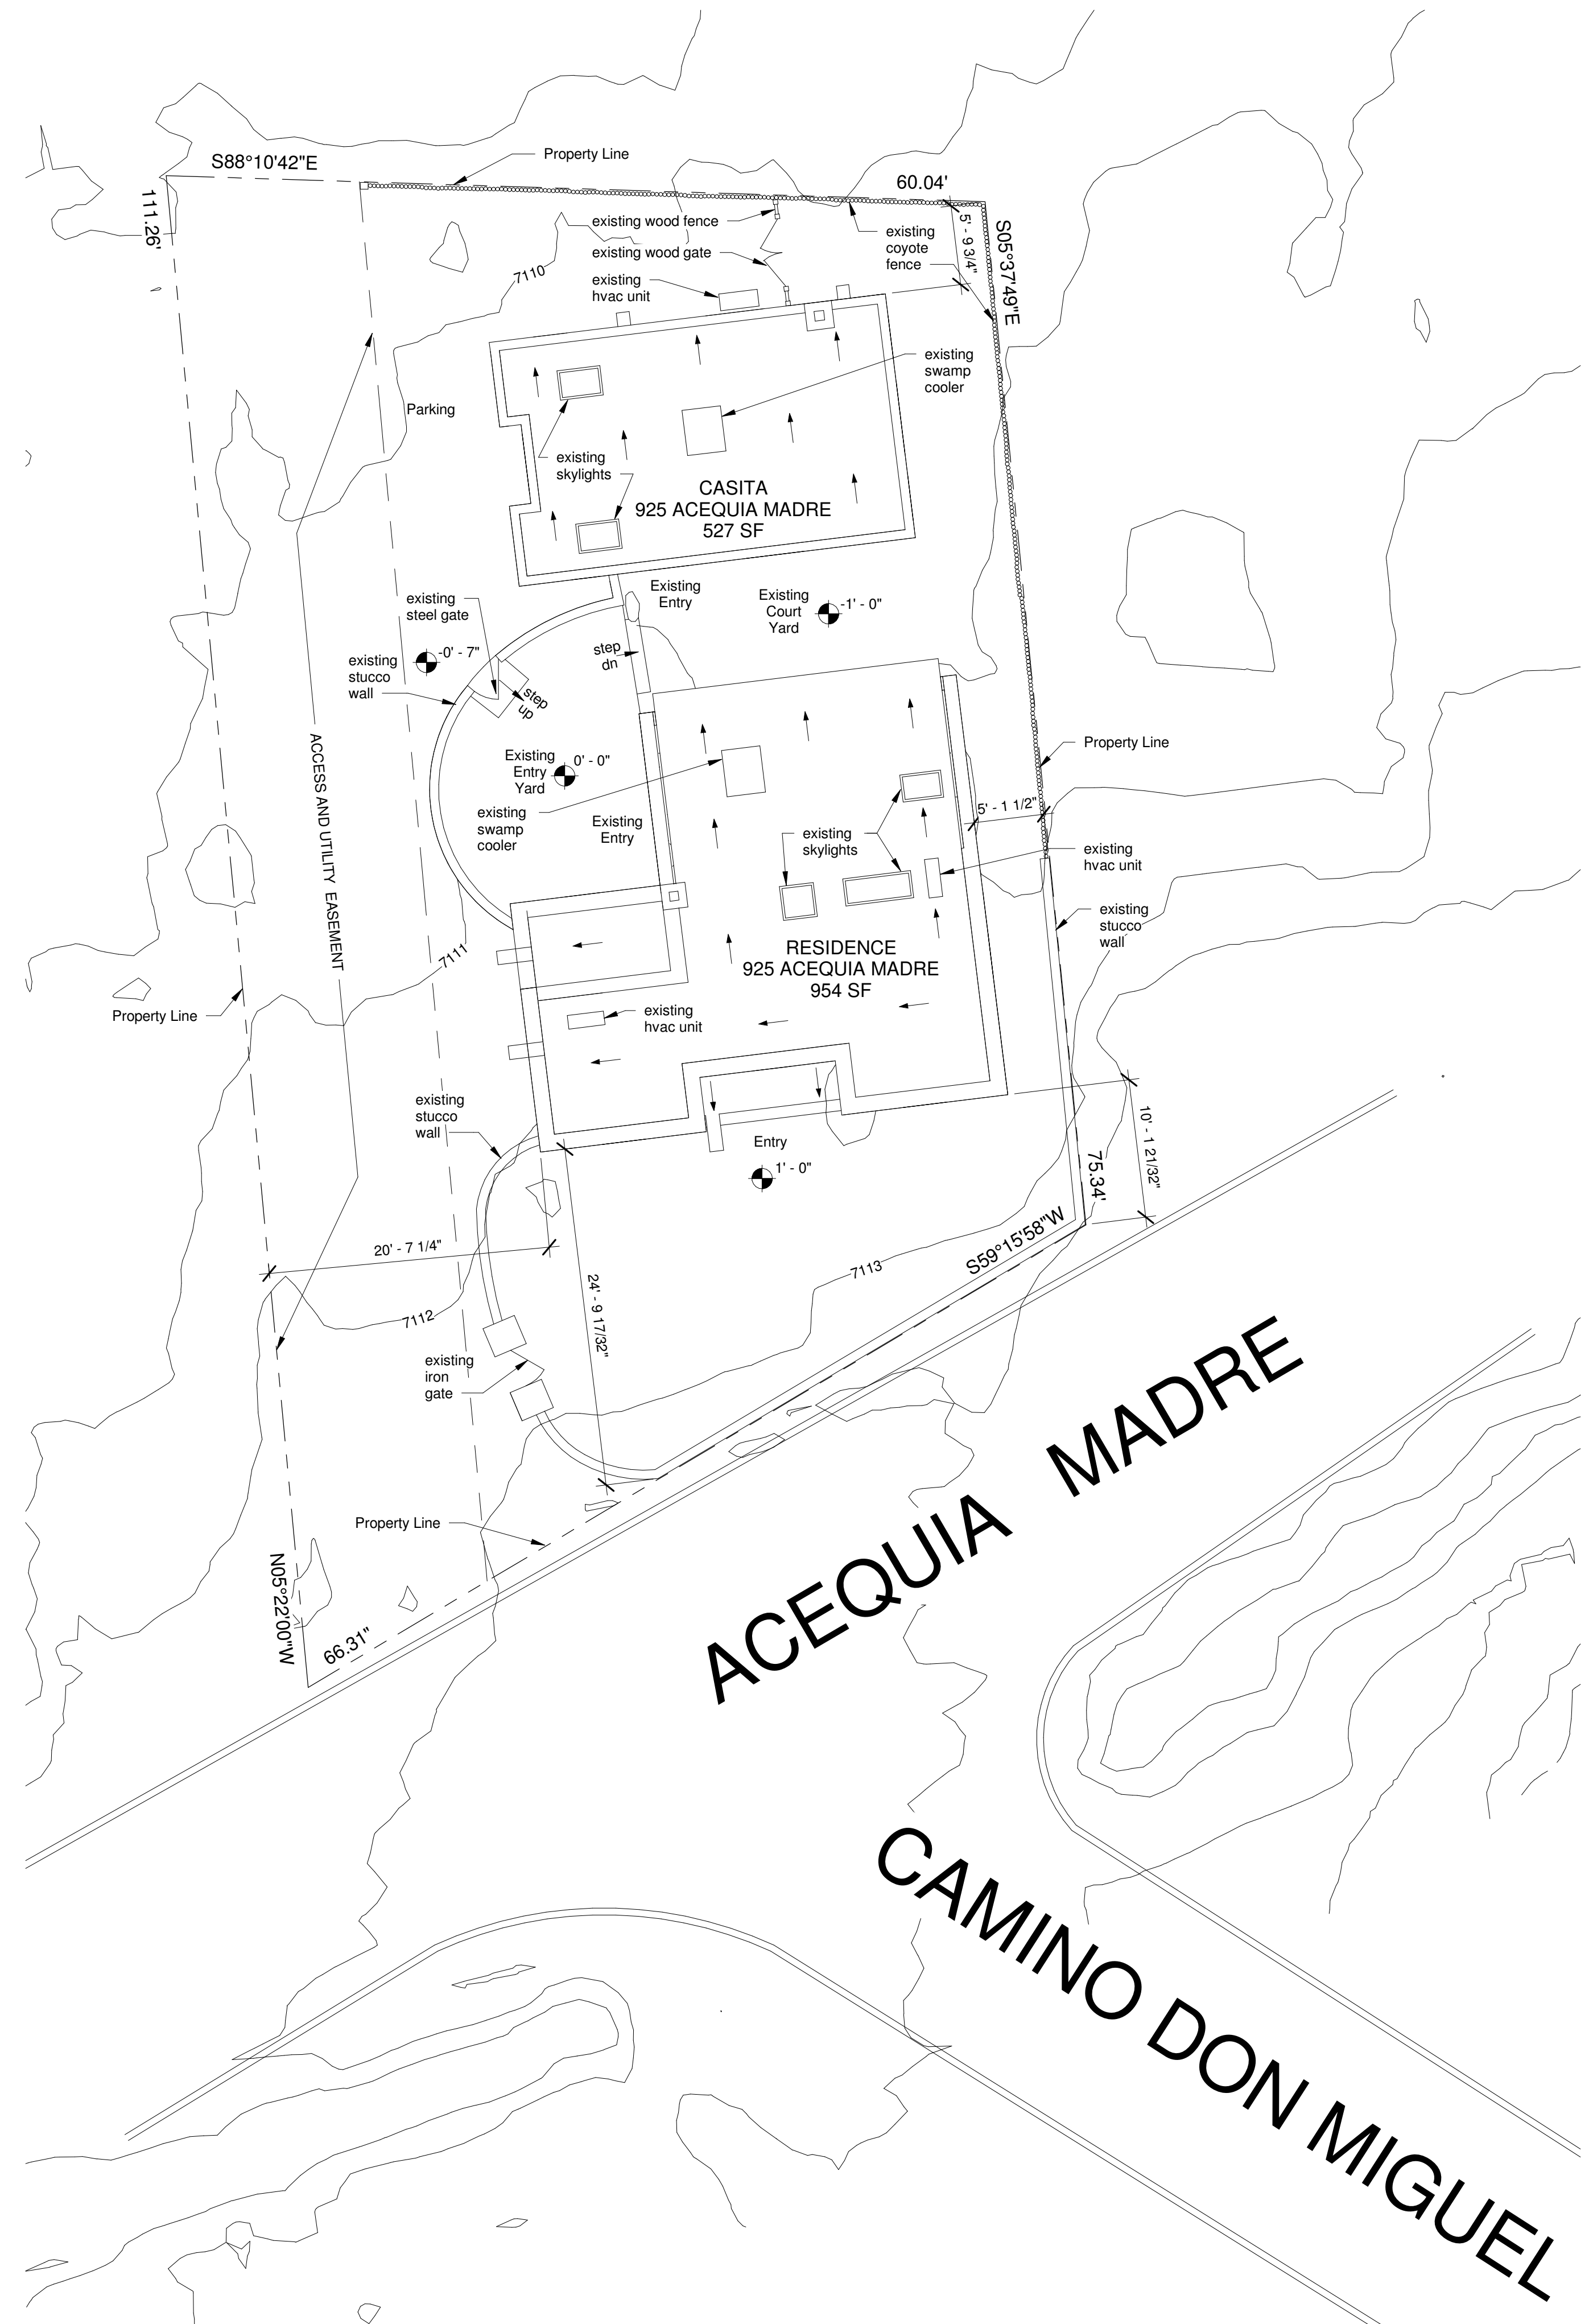 S88°10'42"E
Property Line
60.04'
111.26'
existing wood fence
existing wood gate
existing
hvac unit
existing
coyote
fence
5' - 9 3/4"
S05°37'49"E
7110
existing
swamp
cooler
Parking
existing
skylights
CASITA
925 ACEQUIA MADRE
527 SF
existing
steel gate
Existing
Entry
Existing
Court
Yard
-1' - 0"
-0' - 7"
existing
stucco
wall
step
dn
step
up
ACCESS AND UTILITY EASEMENT
Existing
Entry
Yard
0' - 0"
Property Line
existing
swamp
cooler
Existing
Entry
existing
skylights
5' - 1 1/2"
existing
hvac unit
existing
stucco
wall
7111
RESIDENCE
925 ACEQUIA MADRE
954 SF
Property Line
existing
hvac unit
existing
stucco
wall
Entry
1' - 0"
10' - 1 21/32"
75.34'
S59°15'58"W
20' - 7 1/4"
7113
7112
24' - 9 17/32"
existing
iron
gate
Property Line
N05°22'00"W
66.31"
ACEQUIA MADRE
CAMINO DON MIGUEL